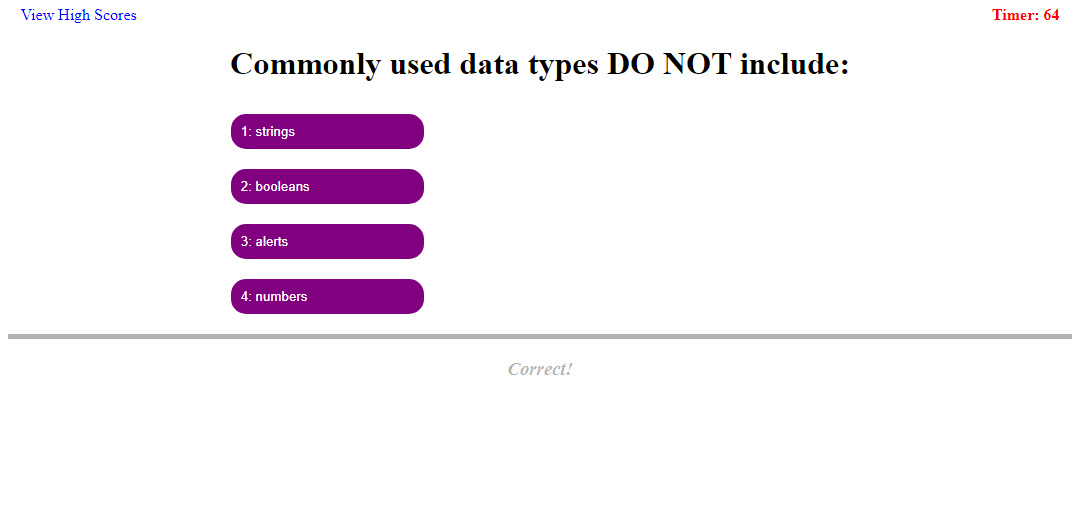 View High Scores
Timer: 64
Commonly used data types DO NOT include:
1: strings
2: booleans
3: alerts
4: numbers
Correct!